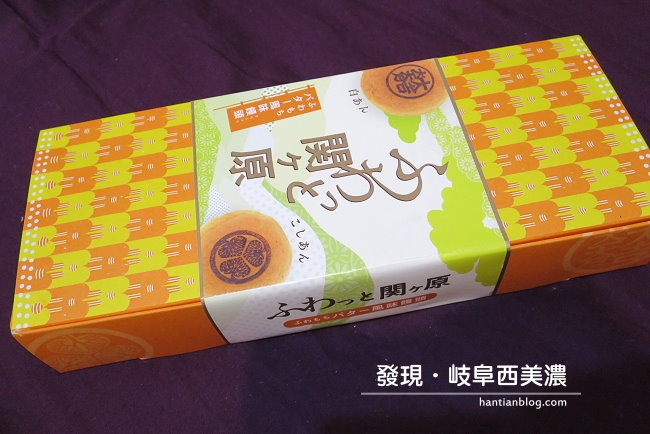 白あん
ふわもち
バター風味饅頭
ふわっと
関ヶ原
こしあん
ふわっと関ヶ原
ふわもちバター風味饅頭
發現・岐阜西美濃
hantianblog.com